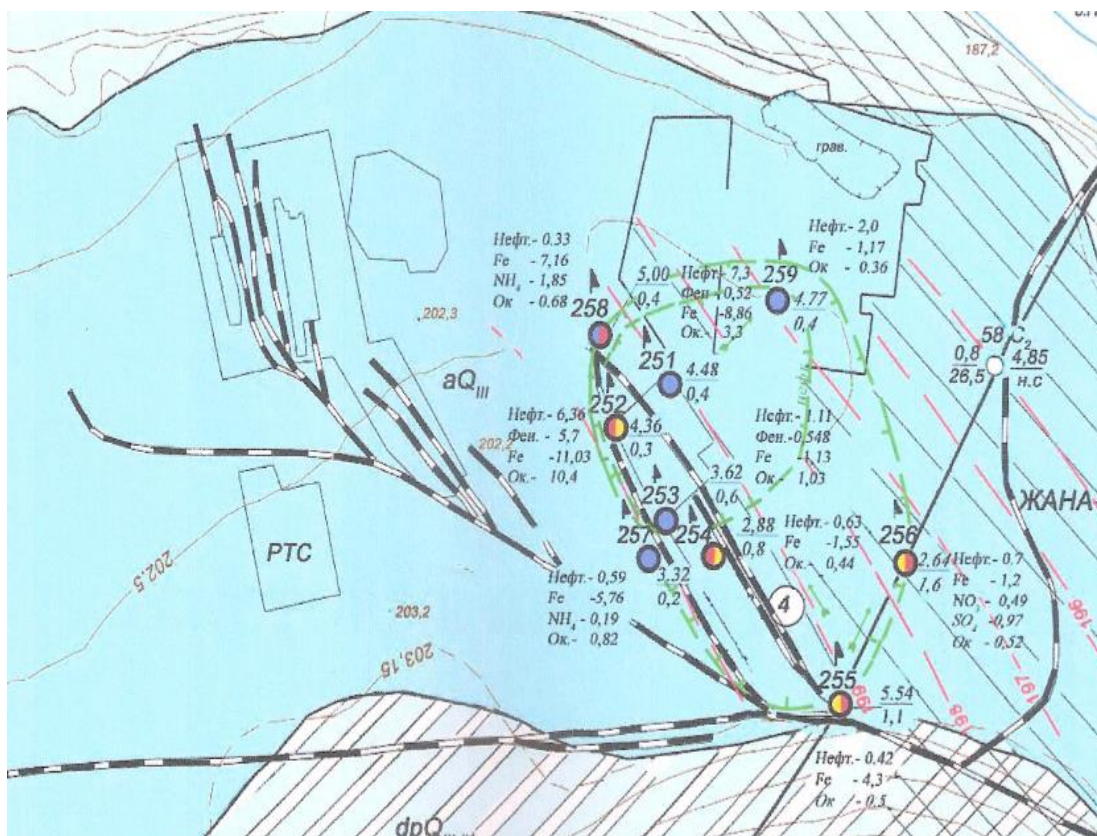 187,2
грав.
Нефт.- 2,0
Fe - 1,17
Ок - 0.36
Нефт.- 0.33
Fe - 7,16
NH₄ - 1,85
Ок - 0.68
258
5,00
0,4
Нефт.- 7,3
Фен.- 0,52
Fe -8,86
Ок.- 3,3
259
4.77
0,4
202,3
251
4.48
0,4
58
C₂
0,8
26,5
4,85
н.с
aQIII
252
4,36
0,3
Нефт.- 6,36
Фен. - 5,7
Fe -11,03
Ок.- 10,4
202,2
Нефт.- 1.11
Фен.-0,548
Fe -1,13
Ок.- 1,03
3.62
0,6
253
257
254
2,88
0,8
ЖАНА
3,32
0,2
Нефт.- 0,63
Fe -1,55
Ок.- 0,44
256
2.64
1,6
Нефт.- 0.7
Fe - 1,2
NO - 0,49
SO₄ -0,97
Ок -0,52
202.5
РТС
Нефт.- 0,59
Fe -5,76
NH₄ - 0,19
Ок.- 0,82
4
203,2
203,15
196
197
198
199
255
5.54
1,1
Нефт.- 0.42
Fe - 4,3
Ок - 0.5